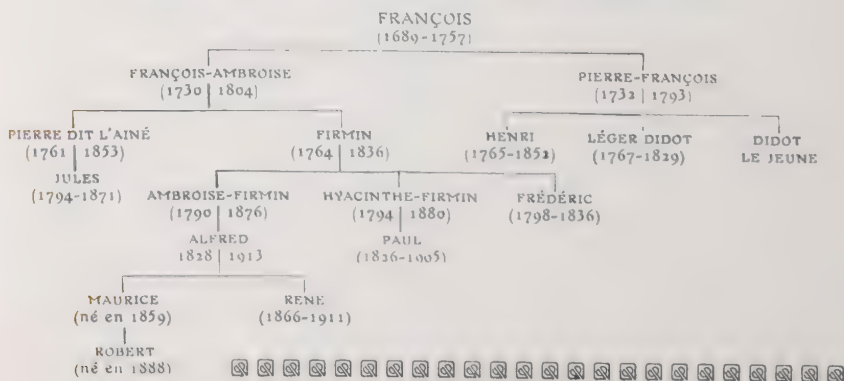 FRANÇOIS
(1689-1757)
FRANÇOIS-AMBROISE PIERRE-FRANÇOIS
(1730 | 1804) (1732 | 1793)
PIERRE DIT L'AINÉ FIRMIN HENRI LÉGER DIDOT DIDOT
(1761 | 1853) (1764 | 1836) (1765-1852) (1767-1829) LE JEUNE
JULES AMBROISE-FIRMIN HYACINTHE-FIRMIN FRÉDÉRIC
(1794-1871) (1790 | 1876) (1794 | 1880) (1798-1836)
ALFRED PAUL
1828 | 1913 (1826-1905)
MAURICE RENE
(né en 1859) (1866-1911)
ROBERT
(né en 1888)